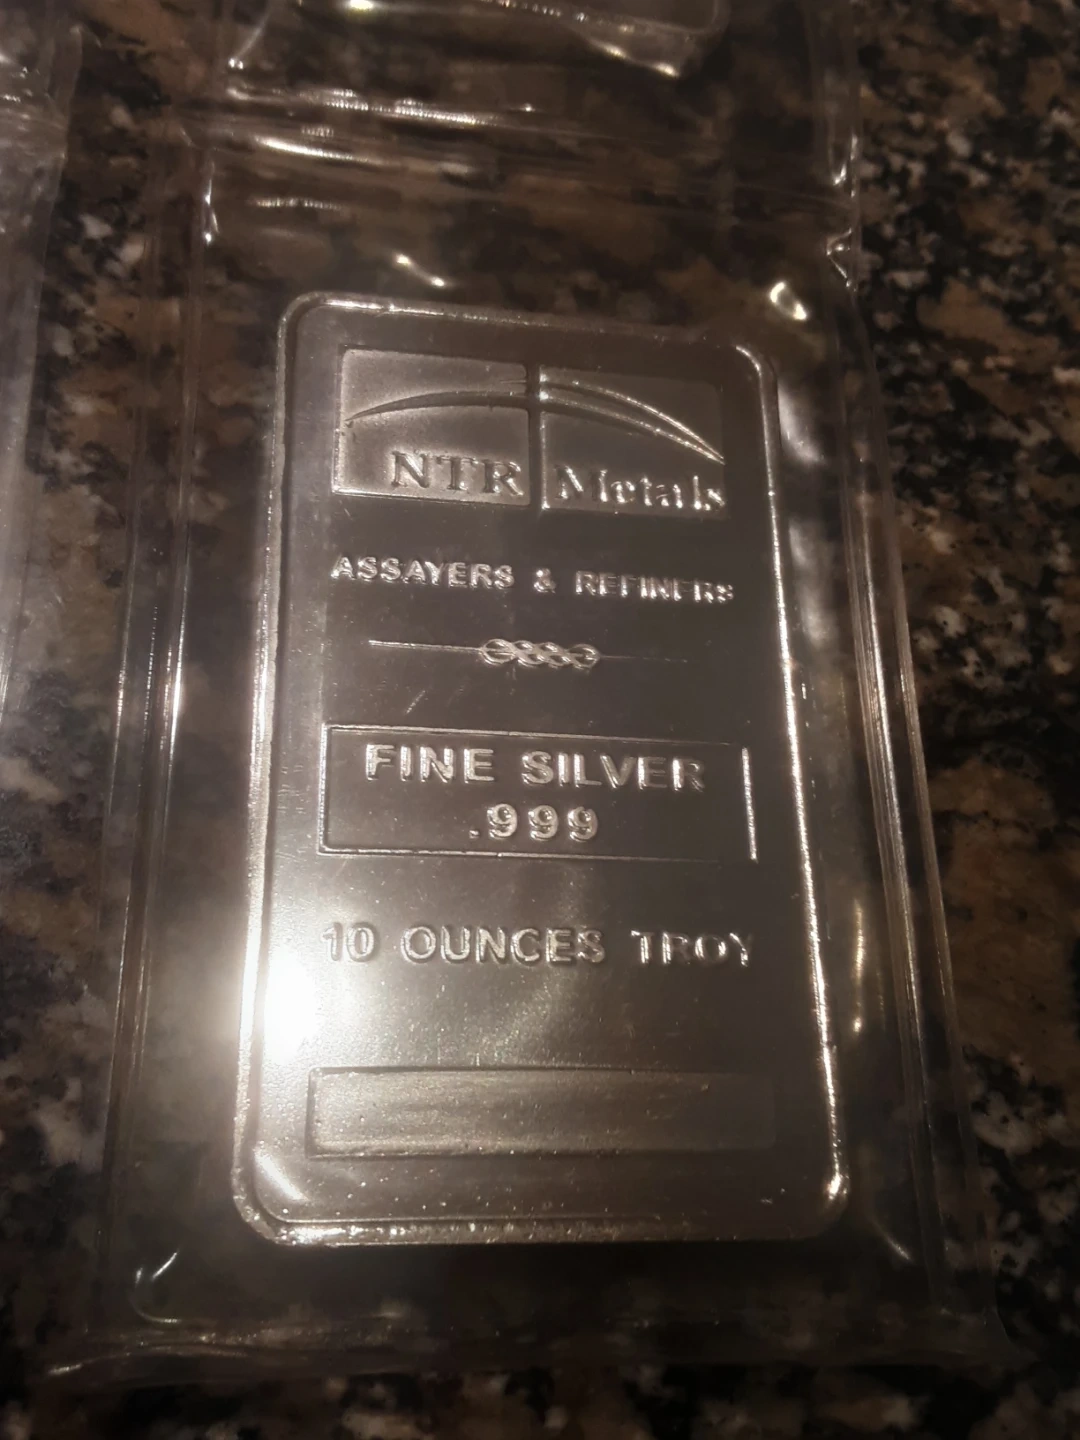 NTR Metals
ASSAYERS & REFINERS
FINE SILVER
.999
10 OUNCES TROY